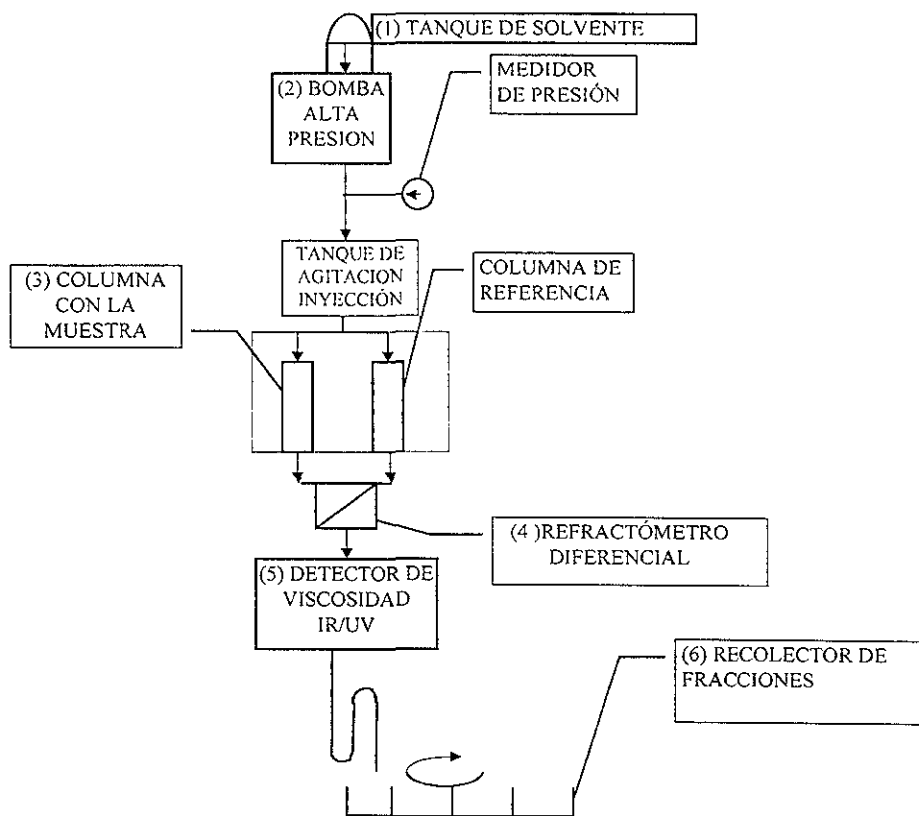 (1) TANQUE DE SOLVENTE
(2) BOMBA
ALTA
PRESION
MEDIDOR
DE PRESIÓN
TANQUE DE
AGITACION
INYECCIÓN
(3) COLUMNA
CON LA
MUESTRA
COLUMNA DE
REFERENCIA
(4 )REFRACTÓMETRO
DIFERENCIAL
(5) DETECTOR DE
VISCOSIDAD
IR/UV
(6) RECOLECTOR DE
FRACCIONES